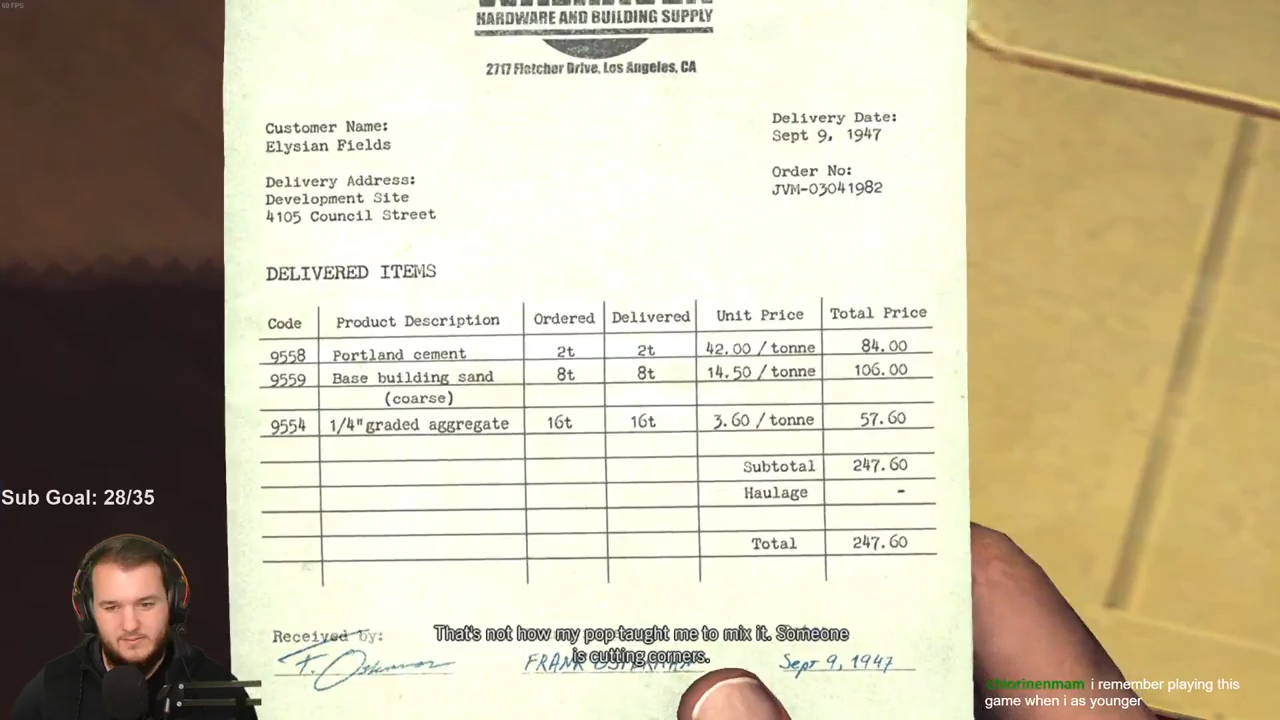 60 FPS
HARDWARE AND BUILDING SUPPLY
2717 Fletcher Drive, Los Angeles, CA
Customer Name:
Elysian Fields
Delivery Date:
Sept 9, 1947
Delivery Address:
Development Site
4105 Council Street
Order No:
JVM-03041982
DELIVERED ITEMS
Code Product Description Ordered Delivered Unit Price Total Price
9558 Portland cement 2t 2t 42.00 / tonne 84.00
9559 Base building sand 8t 8t 14.50 / tonne 106.00
(coarse)
9554 1/4" graded aggregate 16t 16t 3.60 / tonne 57.60
Subtotal 247.60
Haulage -
Total 247.60
Sub Goal: 28/35
Received by:
That's not how my pop taught me to mix it. Someone
is cutting corners.
FRANK Sept 9, 1947
chlorinenmam i remember playing this
game when i as younger